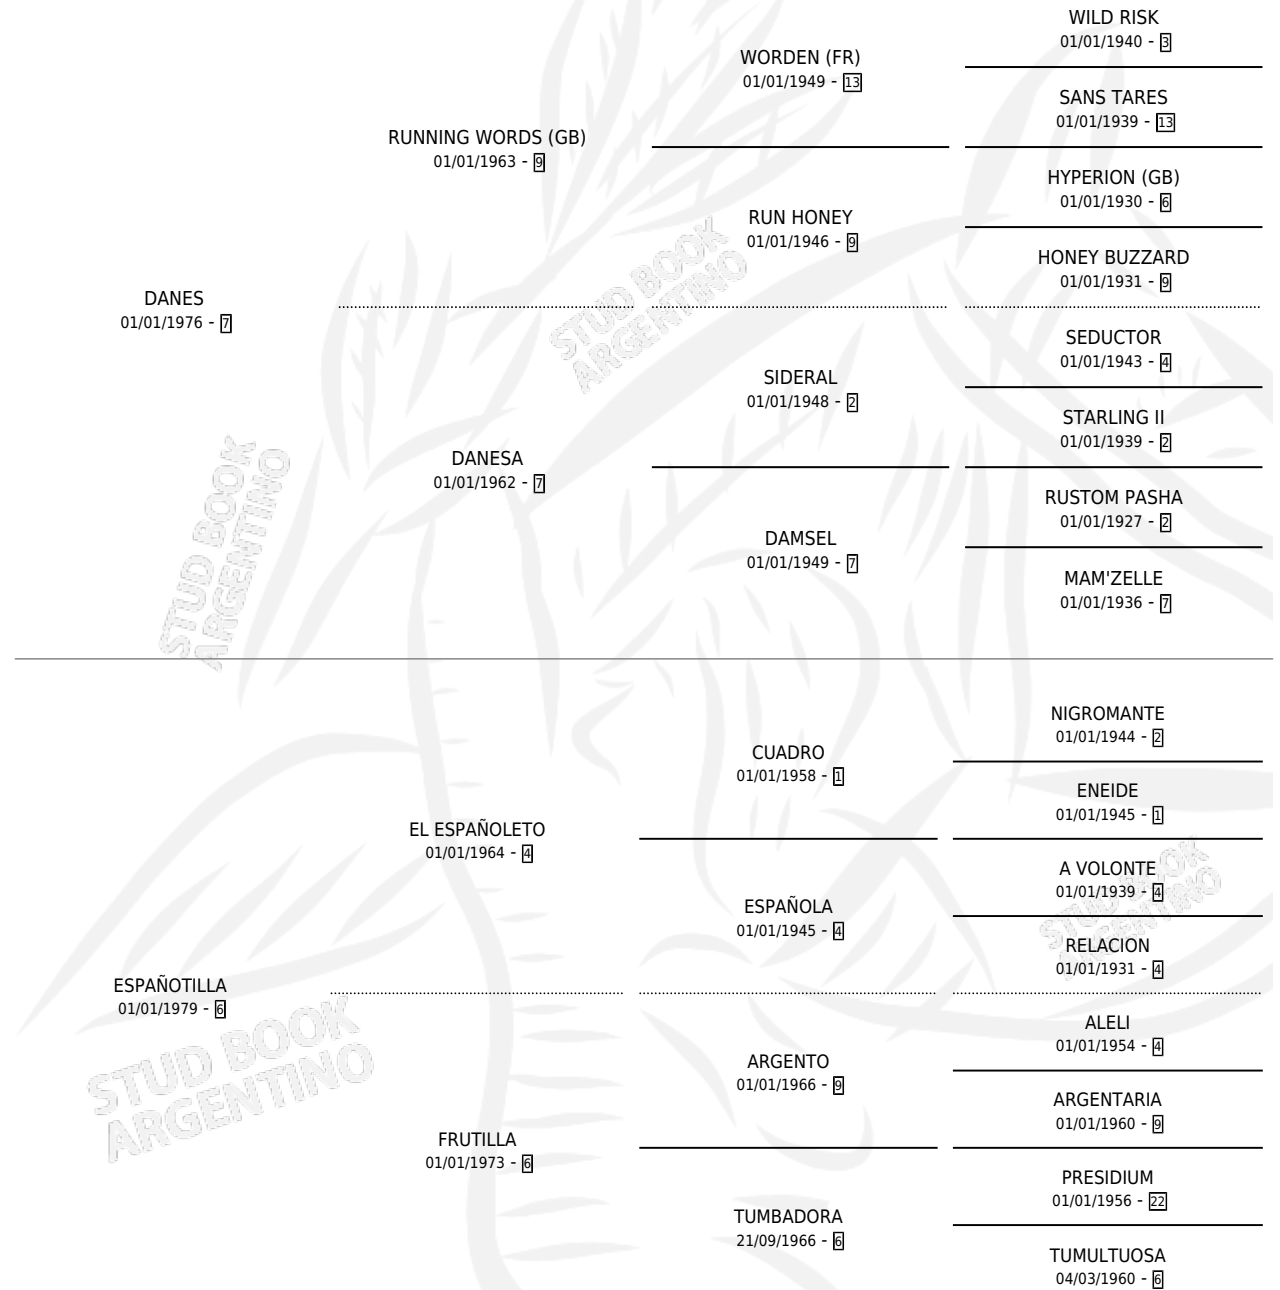 WILD RISK
01/01/1940 - 3
WORDEN (FR)
01/01/1949 - 13
SANS TARES
01/01/1939 - 13
RUNNING WORDS (GB)
01/01/1963 - 9
HYPERION (GB)
01/01/1930 - 6
RUN HONEY
01/01/1946 - 9
HONEY BUZZARD
01/01/1931 - 9
DANES
01/01/1976 - 7
SEDUCTOR
01/01/1943 - 4
SIDERAL
01/01/1948 - 2
STARLING II
01/01/1939 - 2
DANESA
01/01/1962 - 7
RUSTOM PASHA
01/01/1927 - 2
DAMSEL
01/01/1949 - 7
MAM'ZELLE
01/01/1936 - 7
STUD BOOK
ARGENTINO
STUD BOOK
ARGENTINO
NIGROMANTE
01/01/1944 - 2
CUADRO
01/01/1958 - 1
ENEIDE
01/01/1945 - 1
EL ESPAÑOLETO
01/01/1964 - 4
A VOLONTE
01/01/1939 - 4
ESPAÑOLA
01/01/1945 - 4
RELACION
01/01/1931 - 4
STUD BOOK
ARGENTINO
ESPAÑOTILLA
01/01/1979 - 6
ALELI
01/01/1954 - 4
ARGENTO
01/01/1966 - 9
ARGENTARIA
01/01/1960 - 9
STUD BOOK
ARGENTINO
FRUTILLA
01/01/1973 - 6
PRESIDIUM
01/01/1956 - 22
TUMBADORA
21/09/1966 - 6
TUMULTUOSA
04/03/1960 - 6